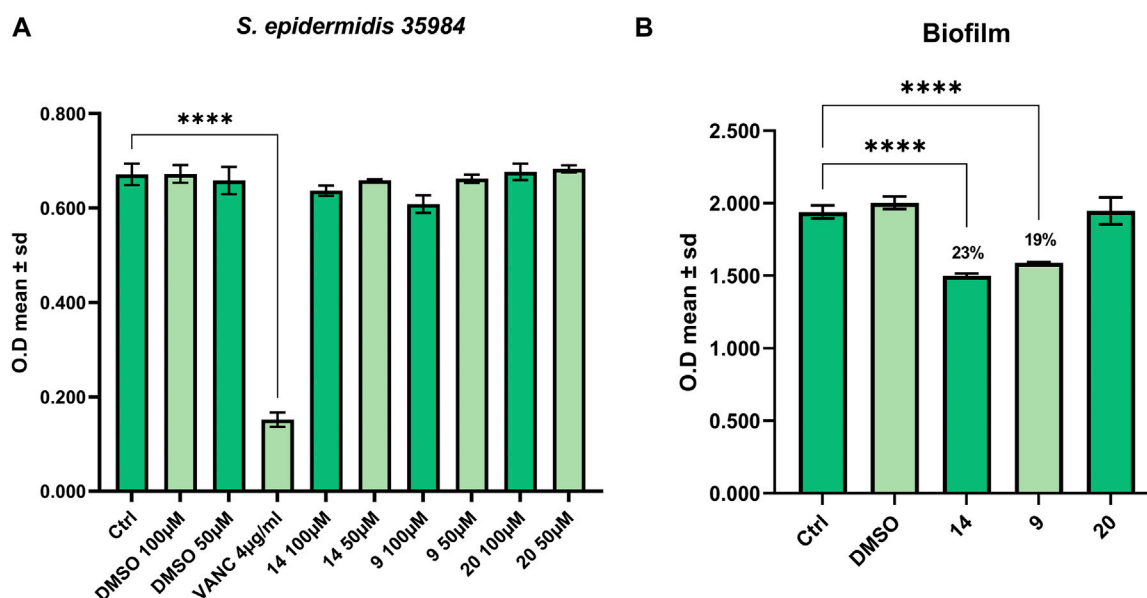 A
S. epidermidis 35984
O.D mean ± sd
0.800
0.600
0.400
0.200
0.000
****
Ctrl
DMSO 100µM
DMSO 50µM
VANC 4µg/ml
14 100µM
14 50µM
9 100µM
9 50µM
20 100µM
20 50µM
B
Biofilm
O.D mean ± sd
2.500
2.000
1.500
1.000
0.500
0.000
****
****
23%
19%
Ctrl
DMSO
14
9
20